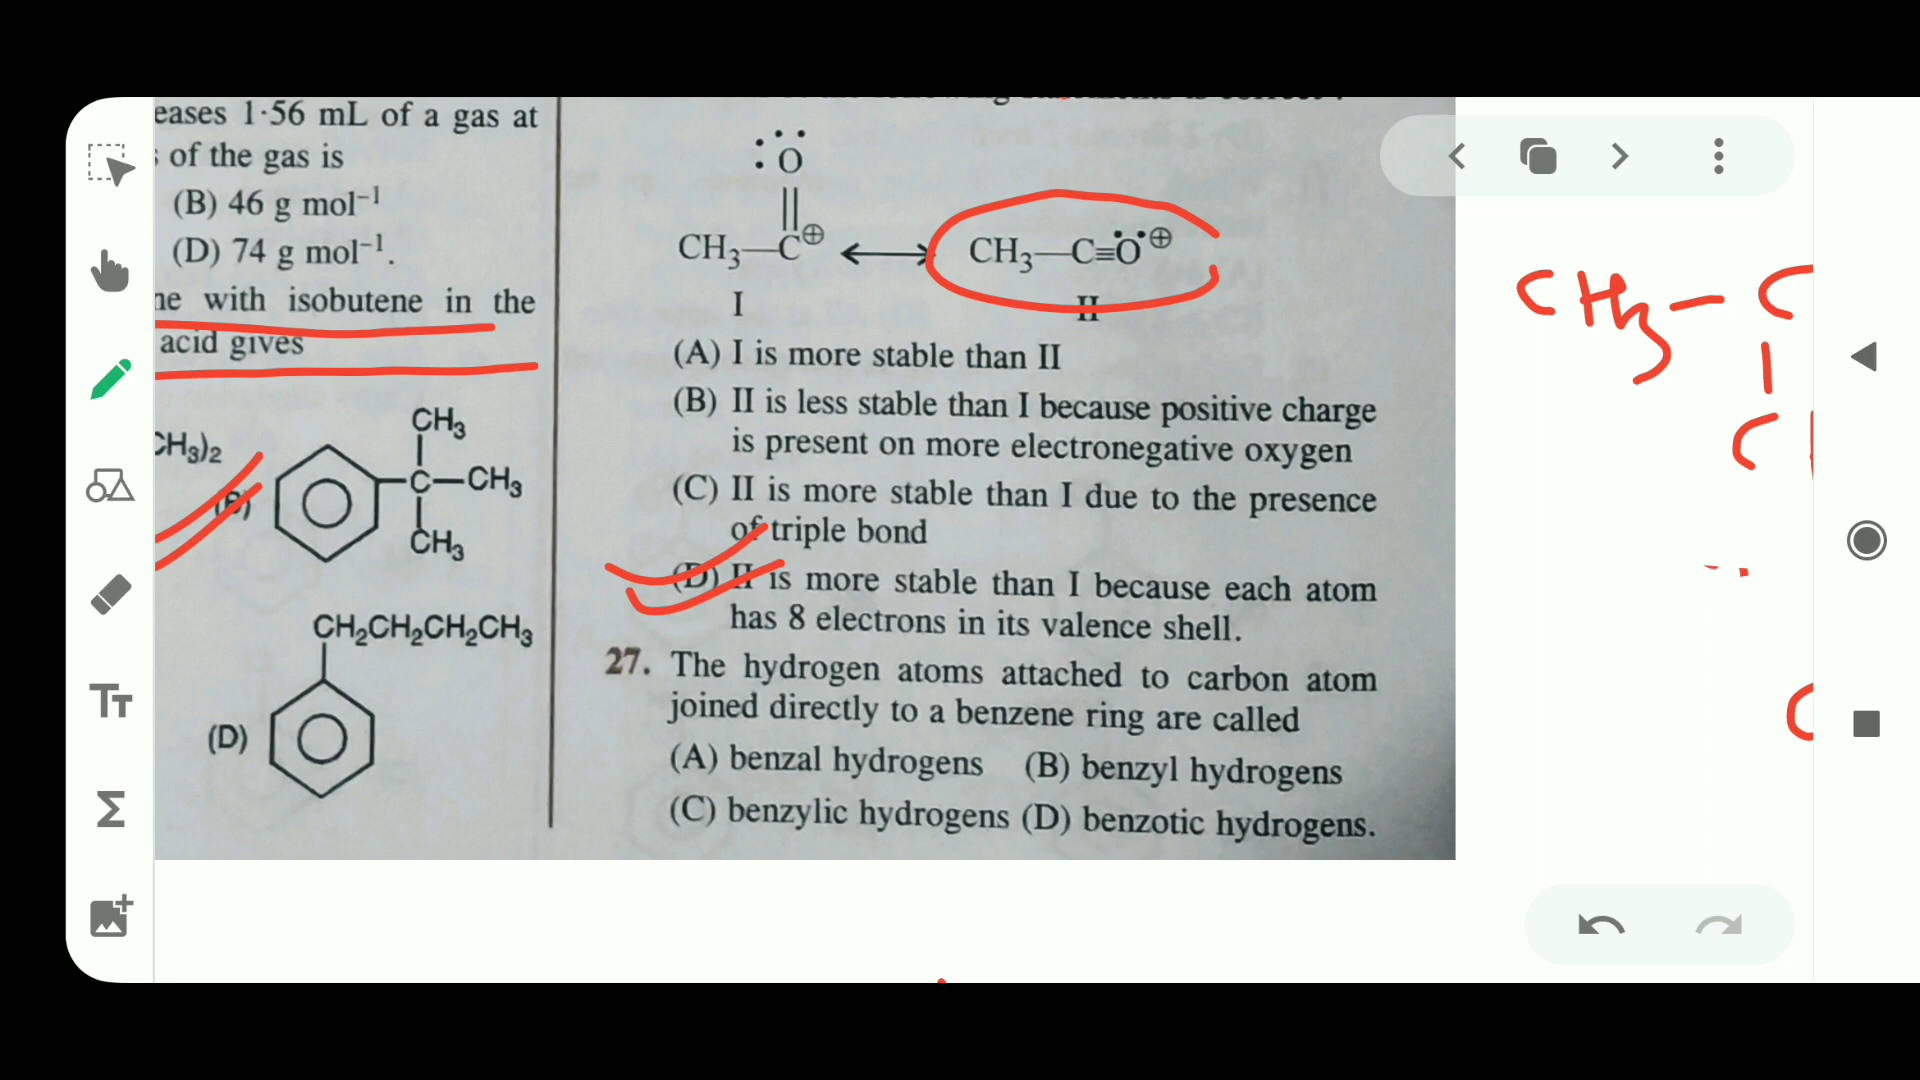 eases 1·56 mL of a gas at
of the gas is
(B) 46 g mol⁻¹
(D) 74 g mol⁻¹.
ne with isobutene in the
acid gives
CH₃)₂
CH₃
C—CH₃
CH₃
CH₂CH₂CH₂CH₃
(D)
O
CH₃—C⊕ ⟷ CH₃—C≡O⊕
I II
(A) I is more stable than II
(B) II is less stable than I because positive charge
is present on more electronegative oxygen
(C) II is more stable than I due to the presence
of triple bond
(D) II is more stable than I because each atom
has 8 electrons in its valence shell.
27. The hydrogen atoms attached to carbon atom
joined directly to a benzene ring are called
(A) benzal hydrogens (B) benzyl hydrogens
(C) benzylic hydrogens (D) benzotic hydrogens.
CH₃ – C
TT
Σ